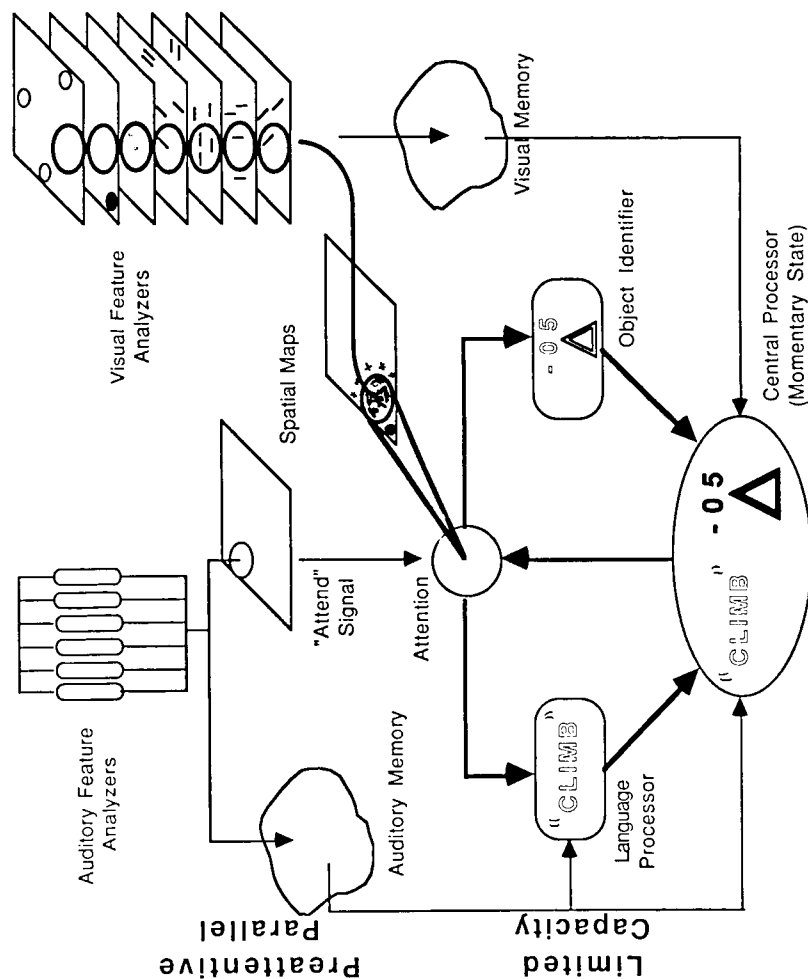 Auditory Feature
Analyzers
Visual Feature
Analyzers
Preattentive
Parallel
Auditory Memory
"Attend"
Signal
Spatial Maps
Visual Memory
Attention
Limited
Capacity
"CLIMB"
Language
Processor
- 05
Object Identifier
"CLIMB" - 05
Central Processor
(Momentary State)